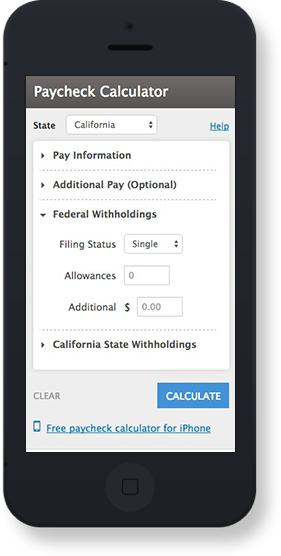 Paycheck Calculator
State California Help
Pay Information
Additional Pay (Optional)
Federal Withholdings
Filing Status Single
Allowances 0
Additional $ 0.00
California State Withholdings
CLEAR CALCULATE
Free paycheck calculator for iPhone